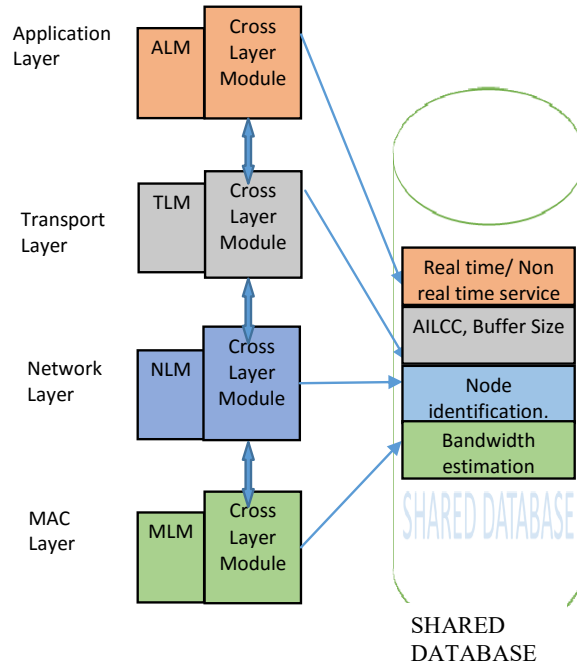 Application
Layer
ALM
Cross
Layer
Module
Transport
Layer
TLM
Cross
Layer
Module
Network
Layer
NLM
Cross
Layer
Module
MAC
Layer
MLM
Cross
Layer
Module
Real time/ Non
real time service
AILCC, Buffer Size
Node
identification.
Bandwidth
estimation
SHARED DATABASE
SHARED
DATABASE